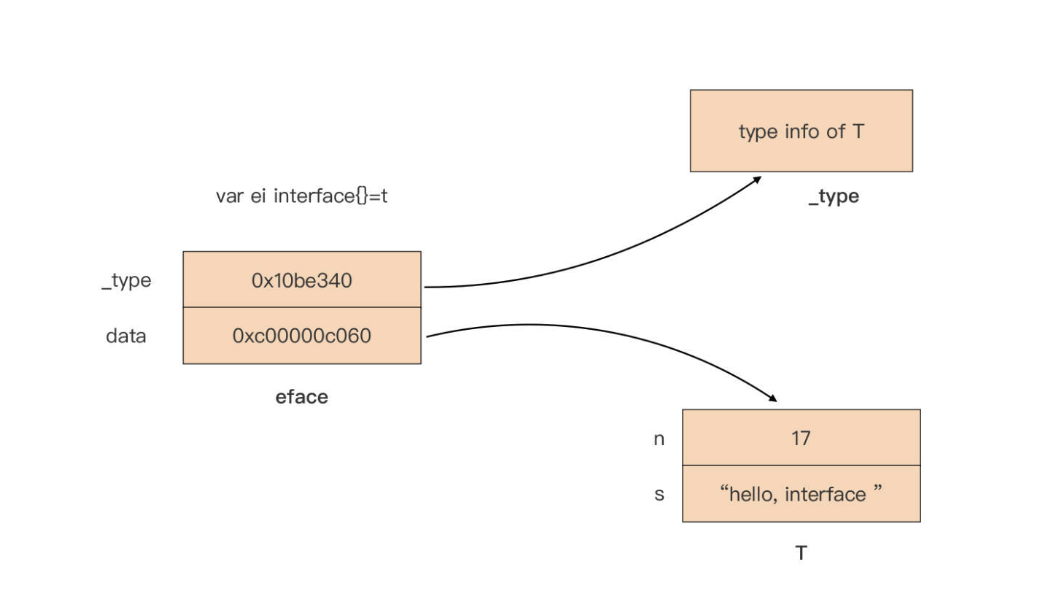 type info of T
_type
var ei interface{}=t
_type
0x10be340
data
0xc00000c060
eface
n
17
s
“hello, interface ”
T